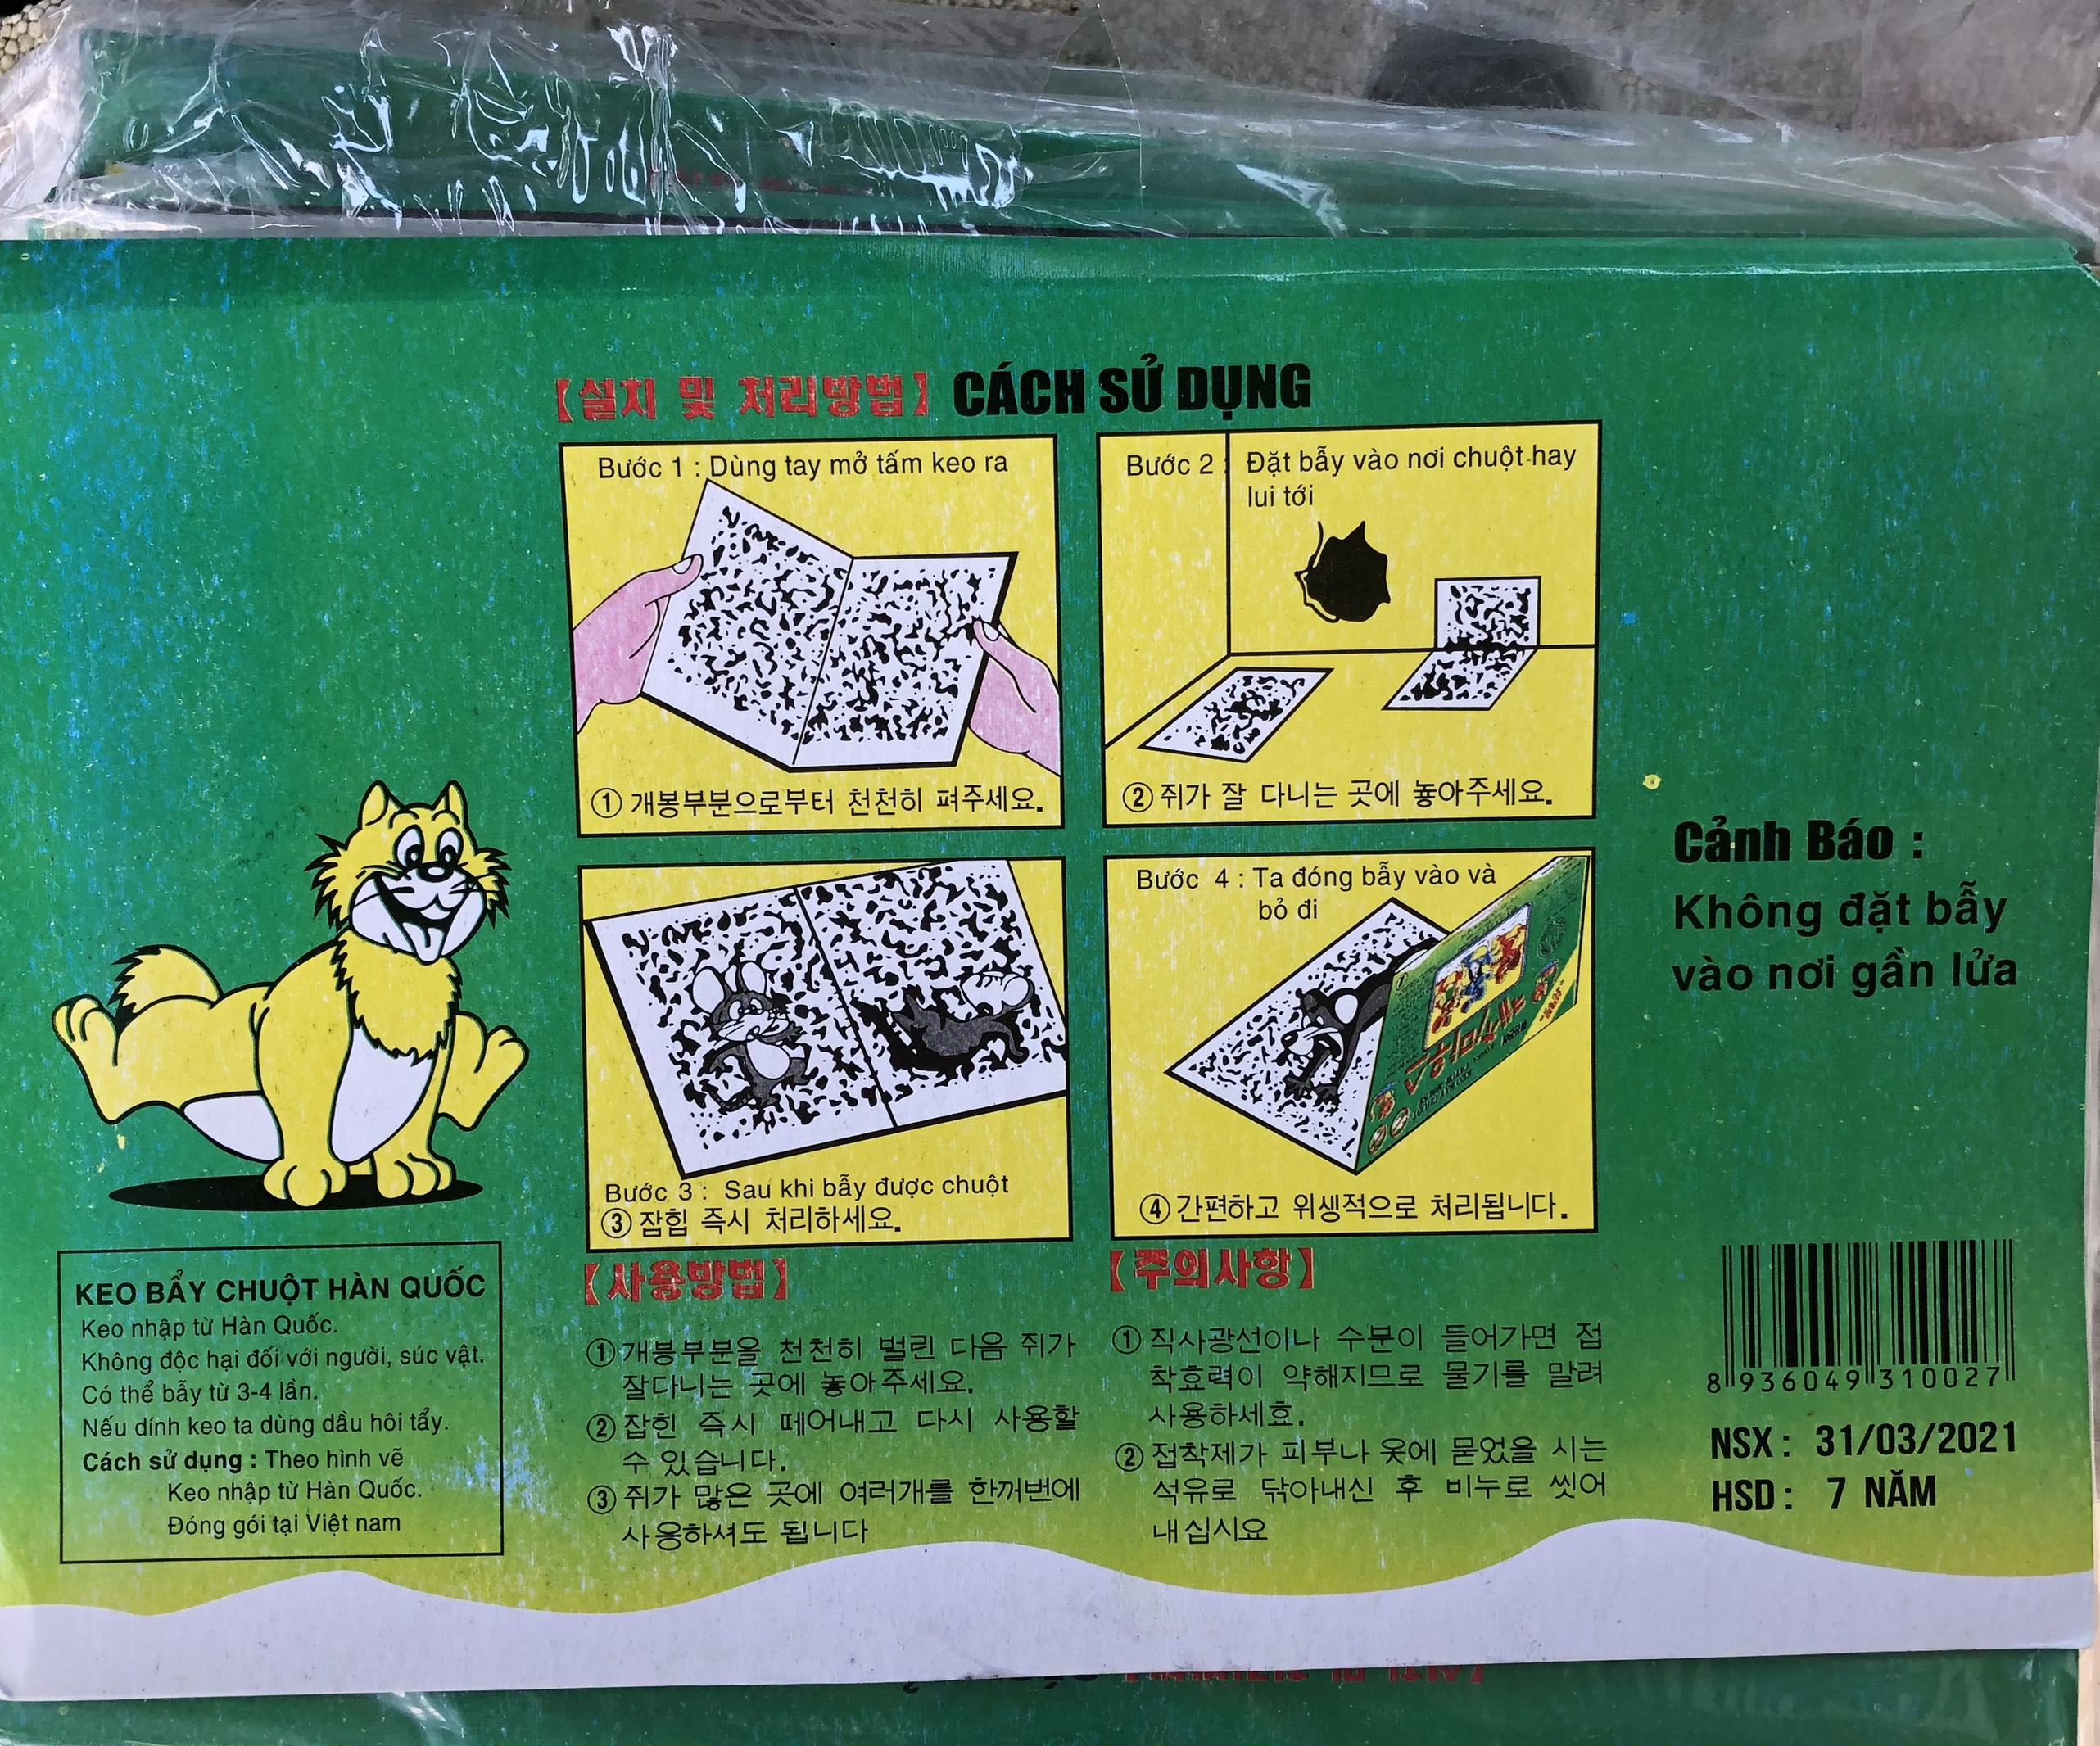 【설치 및 처리방법】 CÁCH SỬ DỤNG
Bước 1 : Dùng tay mở tấm keo ra
① 개봉부분으로부터 천천히 펴주세요.
Bước 2 : Đặt bẫy vào nơi chuột hay
lui tới
② 쥐가 잘 다니는 곳에 놓아주세요.
Bước 3 : Sau khi bẫy được chuột
③ 잡힙 즉시 처리하세요.
Bước 4 : Ta đóng bẫy vào và
bỏ đi
④ 간편하고 위생적으로 처리됩니다.
Cảnh Báo :
Không đặt bẫy
vào nơi gần lửa
KEO BẨY CHUỘT HÀN QUỐC
Keo nhập từ Hàn Quốc.
Không độc hại đối với người, súc vật.
Có thể bẫy từ 3-4 lần.
Nếu dính keo ta dùng dầu hôi tẩy.
Cách sử dụng : Theo hình vẽ
Keo nhập từ Hàn Quốc.
Đóng gói tại Việt nam
【사용방법】
① 개봉부분을 천천히 벌린 다음 쥐가
잘다니는 곳에 놓아주세요.
② 잡힌 즉시 떼어내고 다시 사용할
수 있습니다.
③ 쥐가 많은 곳에 여러개를 한꺼번에
사용하셔도 됩니다
【주의사항】
① 직사광선이나 수분이 들어가면 접
착효력이 약해지므로 물기를 말려
사용하세효.
② 접착제가 피부나 옷에 묻었을 시는
석유로 닦아내신 후 비누로 씻어
내십시요
8 936049 310027
NSX : 31/03/2021
HSD : 7 NĂM